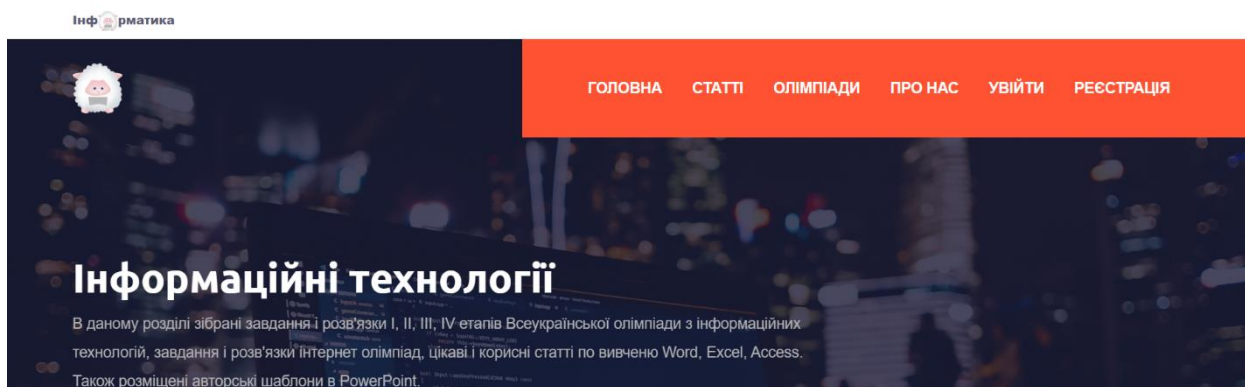 Інф рматика
ГОЛОВНА СТАТТІ ОЛІМПІАДИ ПРО НАС УВІЙТИ РЕЄСТРАЦІЯ
Інформаційні технології
В даному розділі зібрані завдання і розв'язки І, ІІ, ІІІ, IV етапів Всеукраїнської олімпіади з інформаційних
технологій, завдання і розв'язки інтернет олімпіад, цікаві і корисні статті по вивченю Word, Excel, Access.
Також розміщені авторські шаблони в PowerPoint.